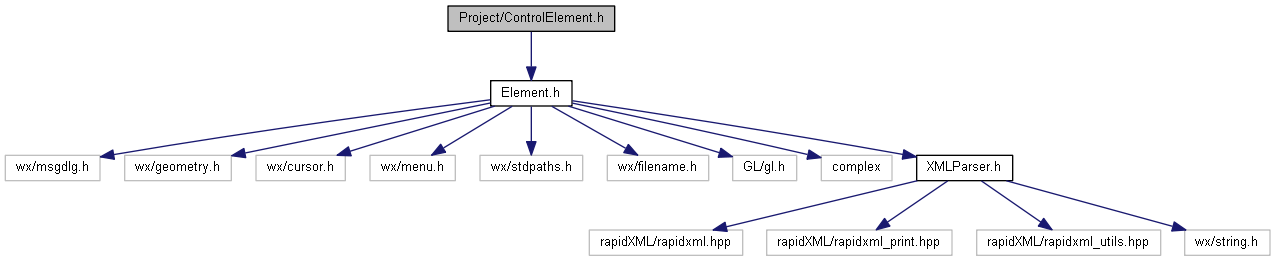 Project/ControlElement.h
Element.h
wx/msgdlg.h
wx/geometry.h
wx/cursor.h
wx/menu.h
wx/stdpaths.h
wx/filename.h
GL/gl.h
complex
XMLParser.h
rapidXML/rapidxml.hpp
rapidXML/rapidxml_print.hpp
rapidXML/rapidxml_utils.hpp
wx/string.h